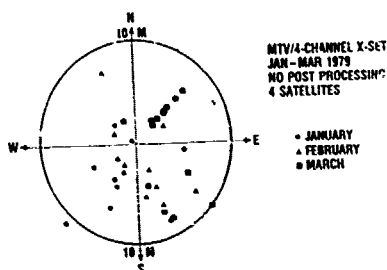 N
10 M
MTV/4-CHANNEL X-SET
JAN-MAR 1979
NO POST PROCESSING
4 SATELLITES
W
E
• JANUARY
▲ FEBRUARY
■ MARCH
10 M
S